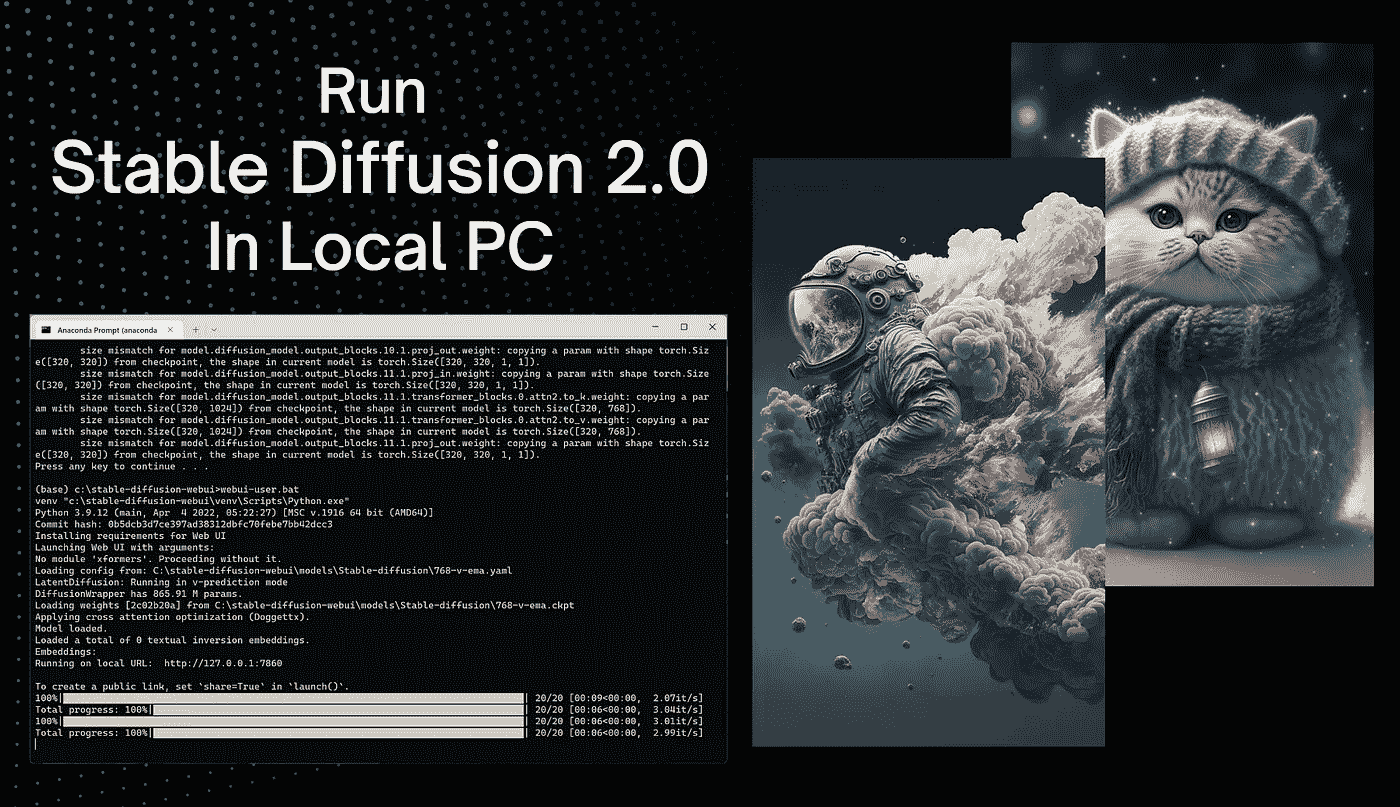 Run
Stable Diffusion 2.0
In Local PC
Anaconda Prompt (anaconda
size mismatch for model.diffusion_model.output_blocks.10.1.proj_out.weight: copying a param with shape torch.Siz
e([320, 320]) from checkpoint, the shape in current model is torch.Size([320, 320, 1, 1]).
size mismatch for model.diffusion_model.output_blocks.11.1.proj_in.weight: copying a param with shape torch.Size
([320, 320]) from checkpoint, the shape in current model is torch.Size([320, 320, 1, 1]).
size mismatch for model.diffusion_model.output_blocks.11.1.transformer_blocks.0.attn2.to_k.weight: copying a par
am with shape torch.Size([320, 1024]) from checkpoint, the shape in current model is torch.Size([320, 768]).
size mismatch for model.diffusion_model.output_blocks.11.1.transformer_blocks.0.attn2.to_v.weight: copying a par
am with shape torch.Size([320, 1024]) from checkpoint, the shape in current model is torch.Size([320, 768]).
size mismatch for model.diffusion_model.output_blocks.11.1.proj_out.weight: copying a param with shape torch.Siz
e([320, 320]) from checkpoint, the shape in current model is torch.Size([320, 320, 1, 1]).
Press any key to continue . . .
(base) c:\stable-diffusion-webui>webui-user.bat
venv "c:\stable-diffusion-webui\venv\Scripts\Python.exe"
Python 3.9.12 (main, Apr  4 2022, 05:22:27) [MSC v.1916 64 bit (AMD64)]
Commit hash: 0b5dcb3d7ce397ad38312dbfc70febe7bb42dcc3
Installing requirements for Web UI
Launching Web UI with arguments:
No module 'xformers'. Proceeding without it.
Loading config from: C:\stable-diffusion-webui\models\Stable-diffusion\768-v-ema.yaml
LatentDiffusion: Running in v-prediction mode
DiffusionWrapper has 865.91 M params.
Loading weights [2c02b20a] from C:\stable-diffusion-webui\models\Stable-diffusion\768-v-ema.ckpt
Applying cross attention optimization (Doggettx).
Model loaded.
Loaded a total of 0 textual inversion embeddings.
Embeddings:
Running on local URL:  http://127.0.0.1:7860
To create a public link, set `share=True` in `launch()`.
100%| | 20/20 [00:09<00:00,  2.07it/s]
Total progress: 100%| | 20/20 [00:06<00:00,  3.04it/s]
100%| | 20/20 [00:06<00:00,  3.01it/s]
Total progress: 100%| | 20/20 [00:06<00:00,  2.99it/s]